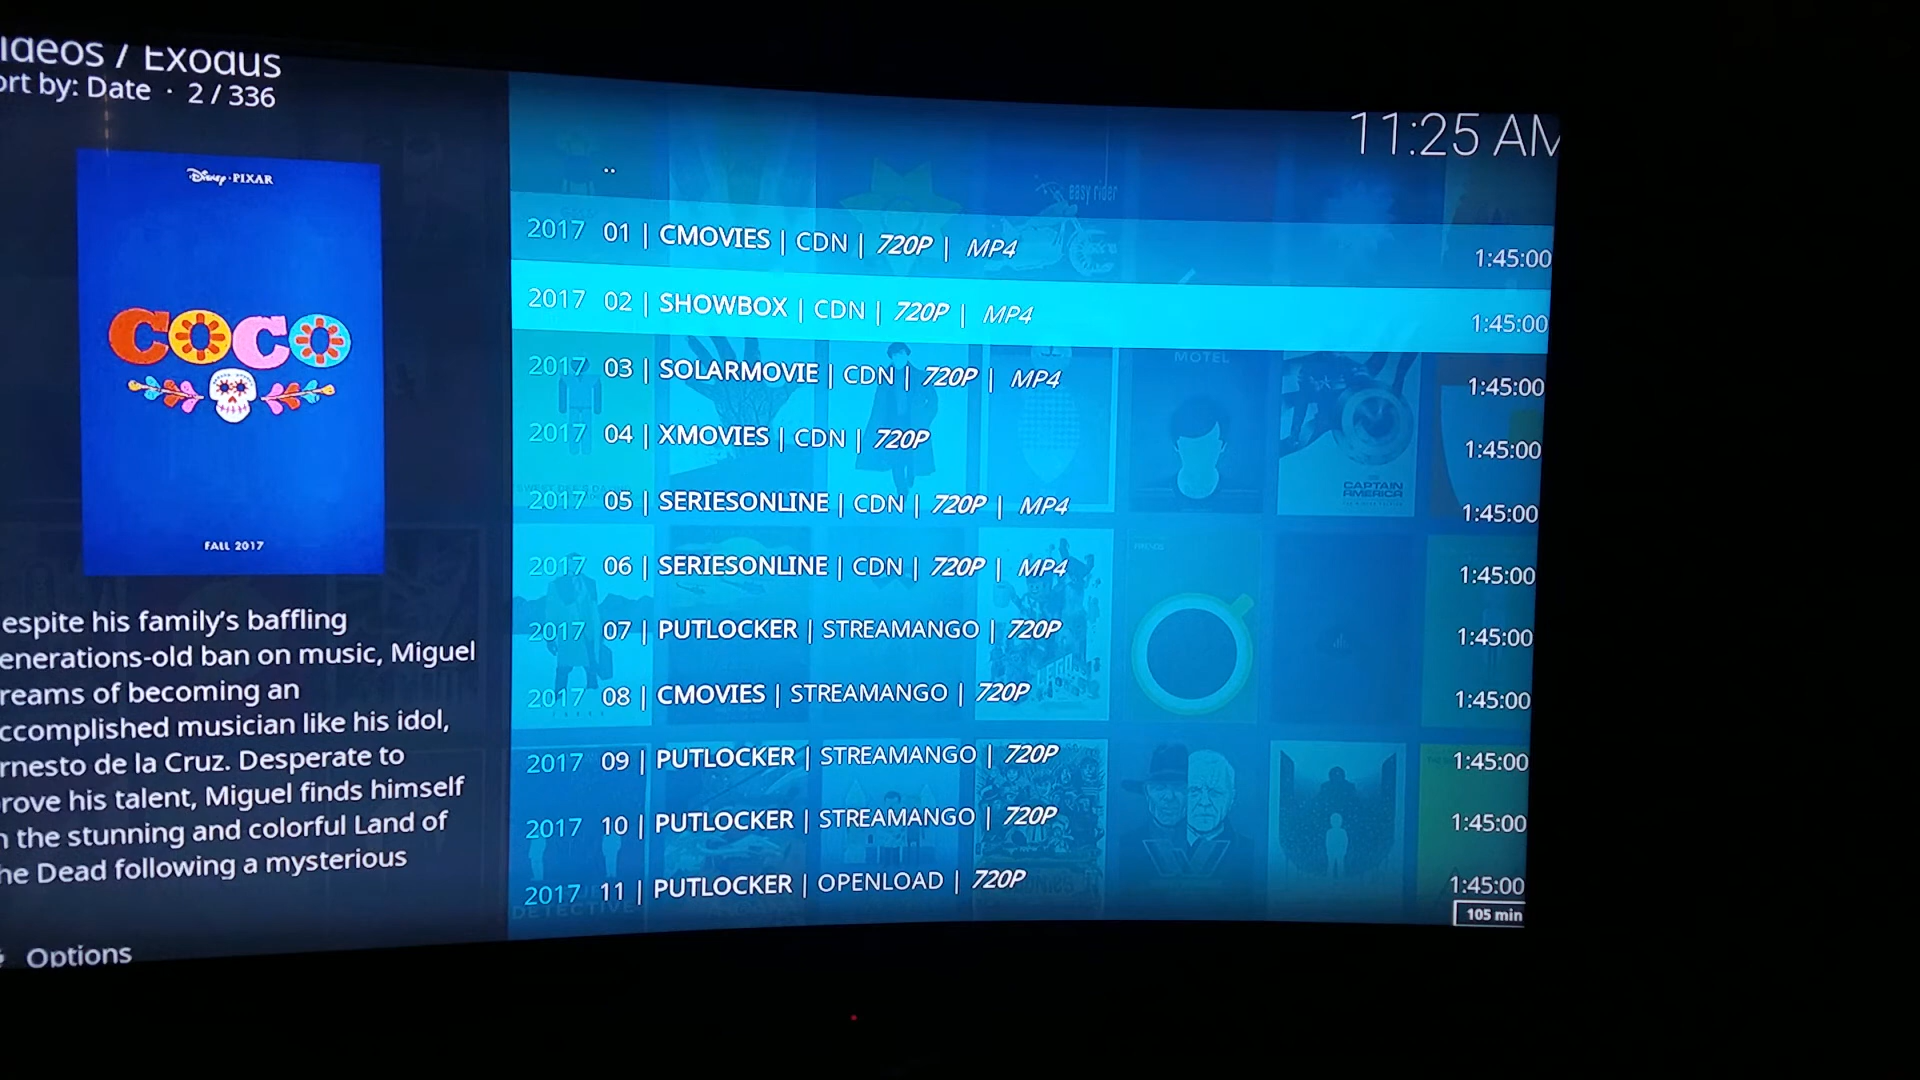 ideos / Exodus
ort by: Date · 2 / 336
11:25 AM
Disney·PIXAR
COCO
FALL 2017
espite his family's baffling
enerations-old ban on music, Miguel
reams of becoming an
ccomplished musician like his idol,
rnesto de la Cruz. Desperate to
rove his talent, Miguel finds himself
n the stunning and colorful Land of
he Dead following a mysterious
Options
..
easy rider
2017 01 | CMOVIES | CDN | 720P | MP4 1:45:00
2017 02 | SHOWBOX | CDN | 720P | MP4 1:45:00
MOTEL
2017 03 | SOLARMOVIE | CDN | 720P | MP4 1:45:00
2017 04 | XMOVIES | CDN | 720P 1:45:00
CAPTAIN
AMERICA
2017 05 | SERIESONLINE | CDN | 720P | MP4 1:45:00
2017 06 | SERIESONLINE | CDN | 720P | MP4 1:45:00
2017 07 | PUTLOCKER | STREAMANGO | 720P 1:45:00
2017 08 | CMOVIES | STREAMANGO | 720P 1:45:00
2017 09 | PUTLOCKER | STREAMANGO | 720P 1:45:00
2017 10 | PUTLOCKER | STREAMANGO | 720P 1:45:00
2017 11 | PUTLOCKER | OPENLOAD | 720P 1:45:00
DETECTIVE
105 min